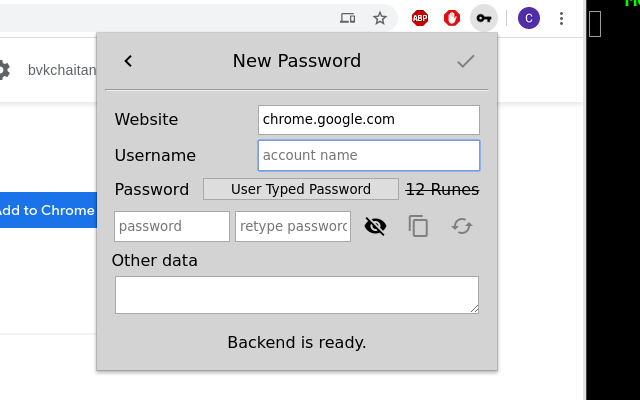 ABP
C
New Password
bvkchaitan
Website
chrome.google.com
Username
account name
Password
User Typed Password
12 Runes
Add to Chrome
password
retype password
Other data
Backend is ready.